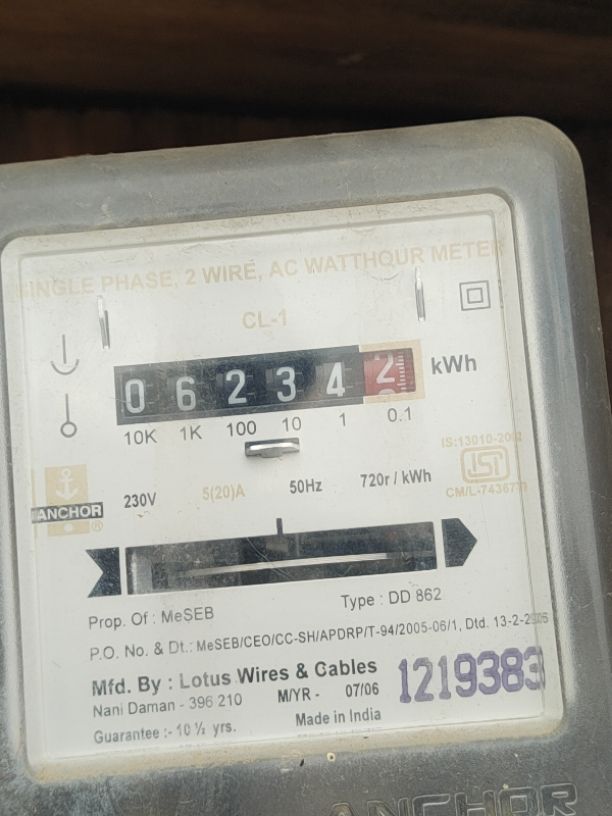 SINGLE PHASE, 2 WIRE, AC WATTHOUR METER
CL-1
0 6 2 3 4 2 kWh
10K 1K 100 10 1 0.1
IS:13010-2002
ISI
CM/L-74367
ANCHOR ®
230V 5(20)A 50Hz 720r / kWh
Prop. Of : MeSEB Type : DD 862
P.O. No. & Dt.: MeSEB/CEO/CC-SH/APDRP/T-94/2005-06/1, Dtd. 13-2-2006
Mfd. By : Lotus Wires & Cables
Nani Daman - 396 210 M/YR - 07/06
1219383
Guarantee :- 10 ½ yrs. Made in India
ANCHOR